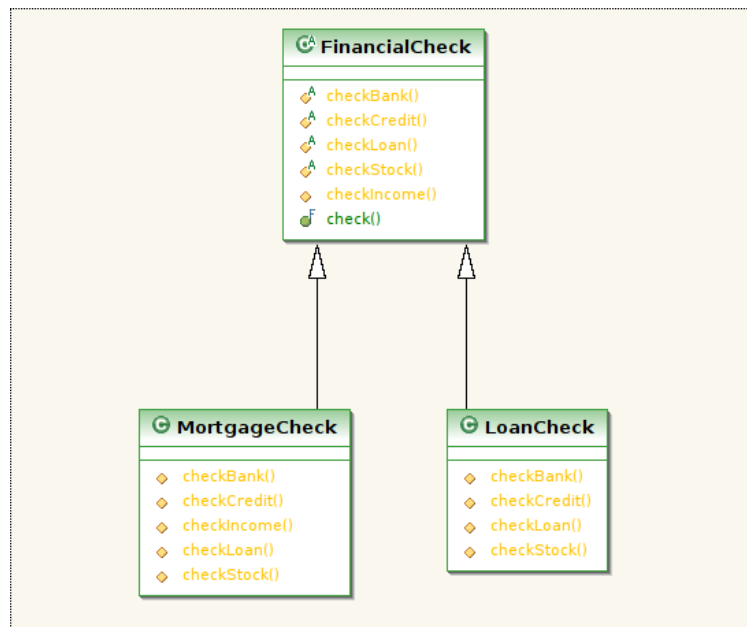 FinancialCheck
checkBank()
checkCredit()
checkLoan()
checkStock()
checkIncome()
check()
MortgageCheck
checkBank()
checkCredit()
checkIncome()
checkLoan()
checkStock()
LoanCheck
checkBank()
checkCredit()
checkLoan()
checkStock()